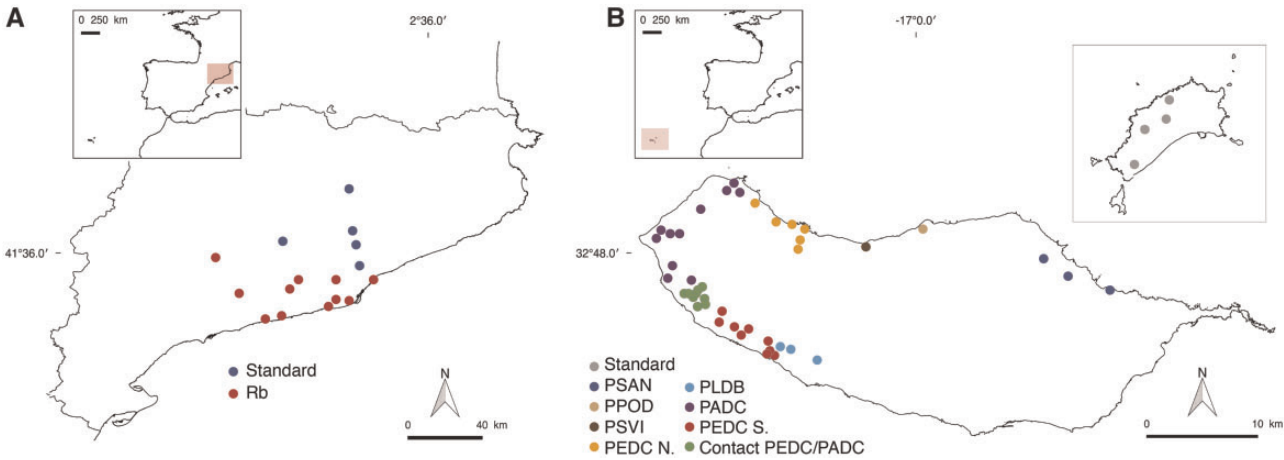 A
0 250 km
2°36.0'
41°36.0'
Standard
Rb
N
0 40 km
B
0 250 km
-17°0.0'
32°48.0'
Standard
PSAN
PPOD
PSVI
PEDC N.
PLDB
PADC
PEDC S.
Contact PEDC/PADC
N
0 10 km